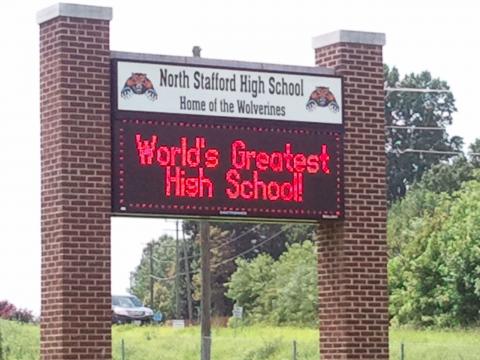 North Stafford High School
Home of the Wolverines
World's Greatest
High School!